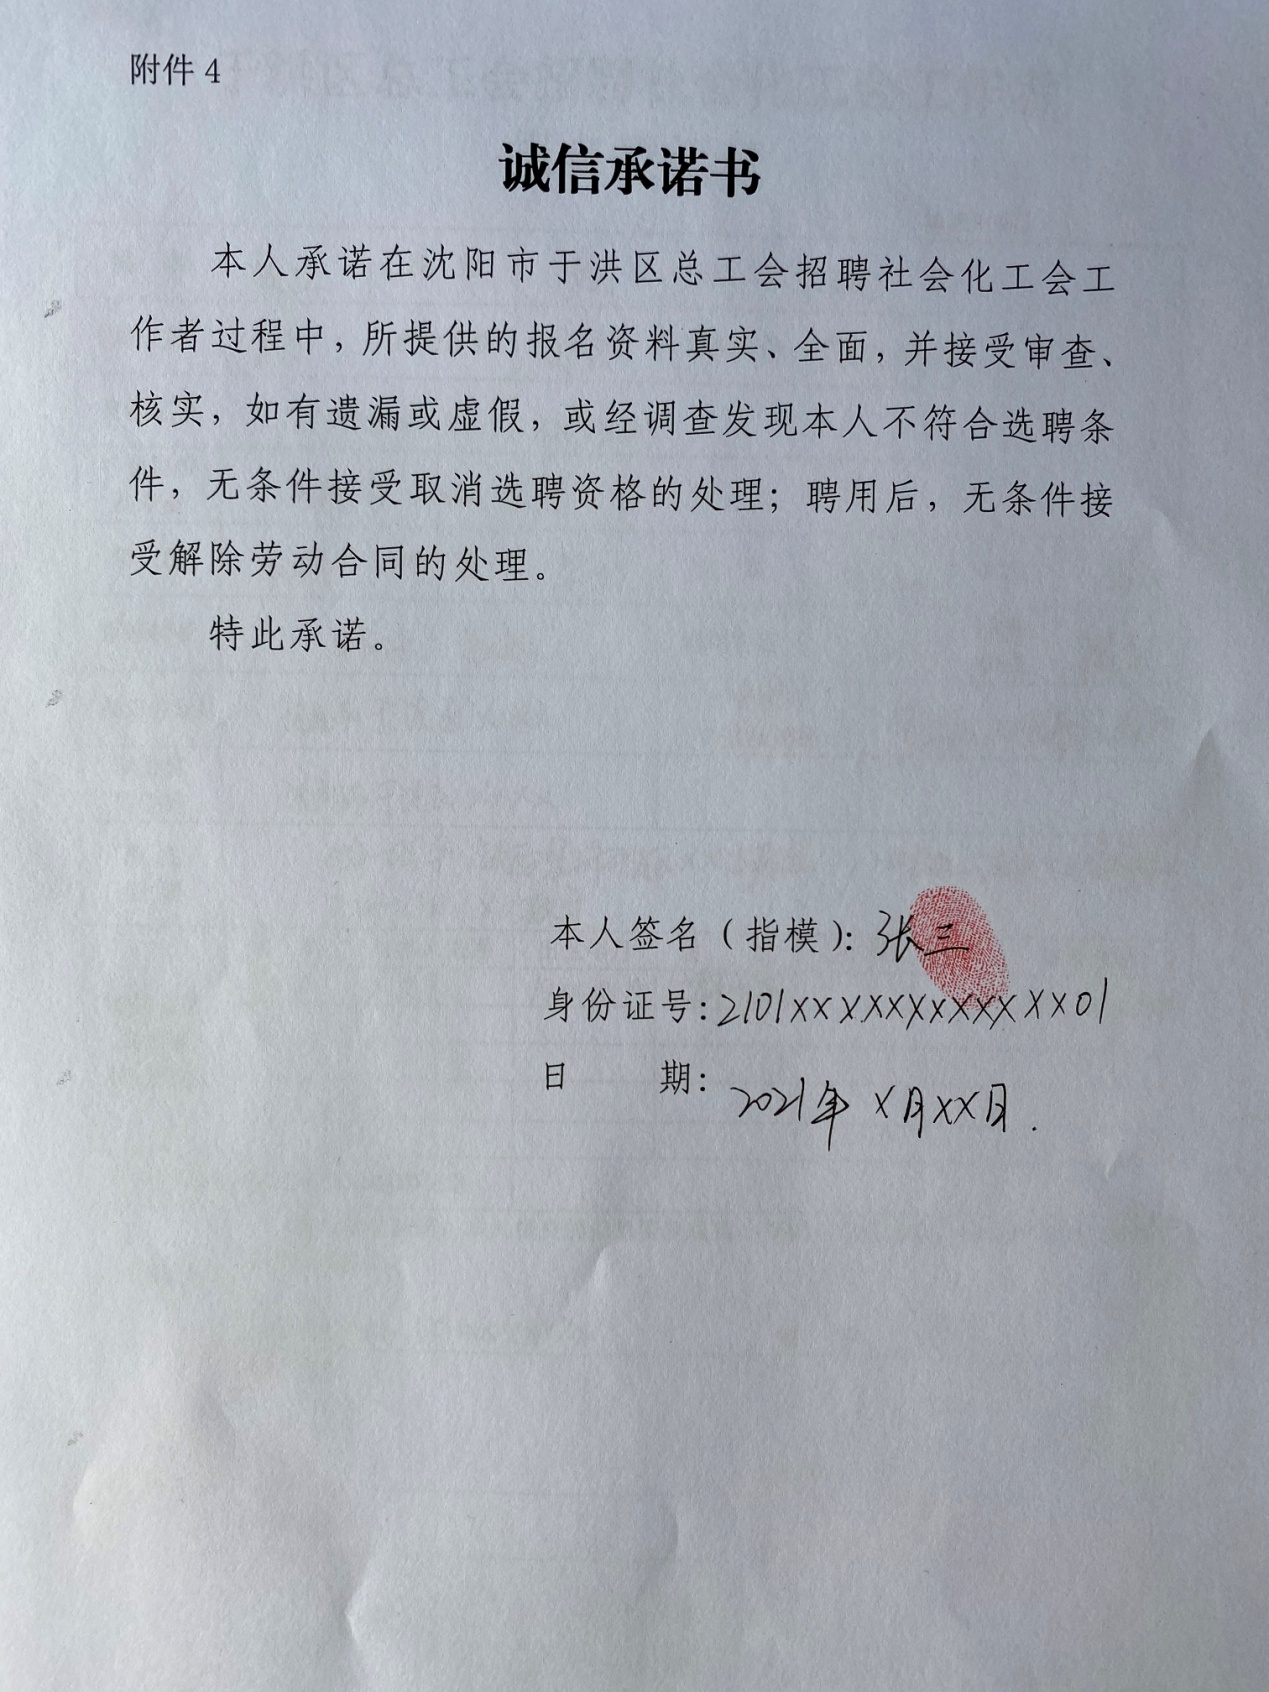 附件 4
诚信承诺书
本人承诺在沈阳市于洪区总工会招聘社会化工会工
作者过程中，所提供的报名资料真实、全面，并接受审查、
核实，如有遗漏或虚假，或经调查发现本人不符合选聘条
件，无条件接受取消选聘资格的处理；聘用后，无条件接
受解除劳动合同的处理。
特此承诺。
本人签名（指模）：张三
身份证号：2101XXXXXXXXXXXX01
日　　期：2021年X月XX日.